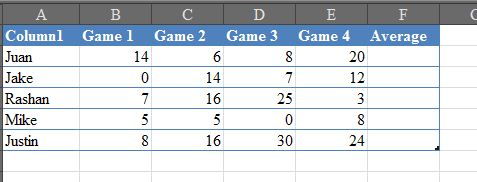 A B C D E F
Column1 Game 1 Game 2 Game 3 Game 4 Average
Juan 14 6 8 20
Jake 0 14 7 12
Rashan 7 16 25 3
Mike 5 5 0 8
Justin 8 16 30 24